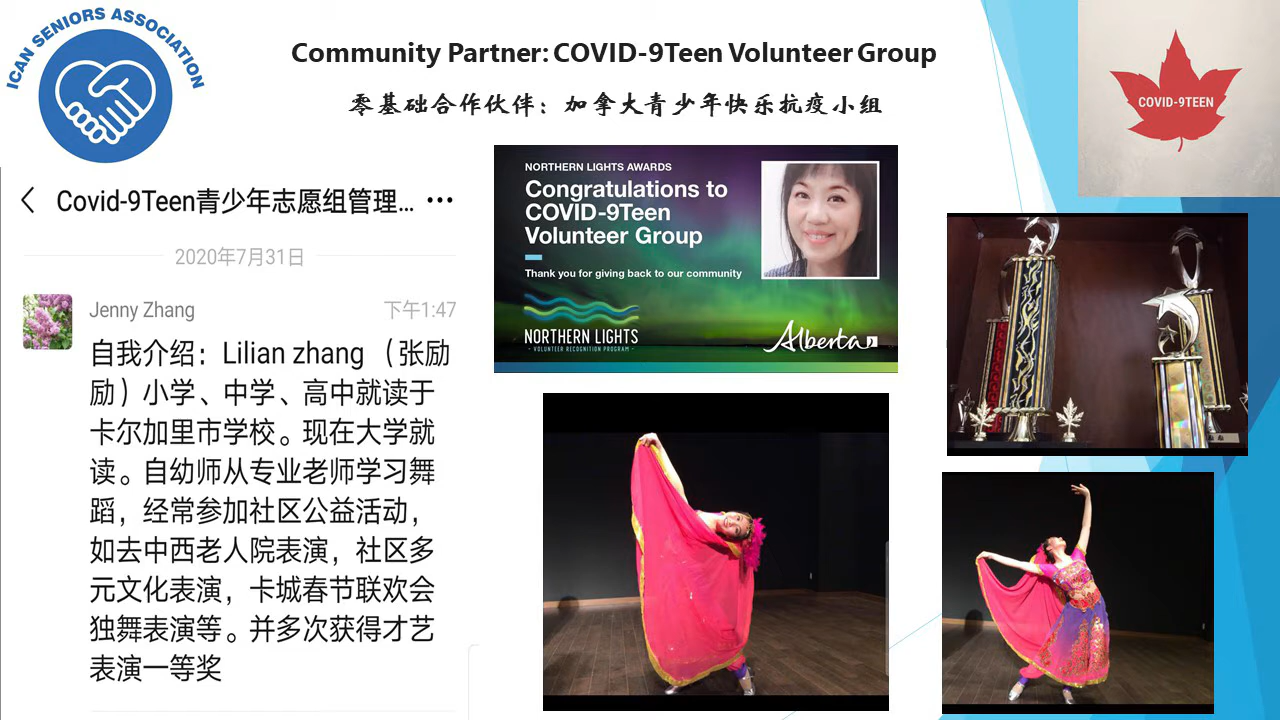 ICAN SENIORS ASSOCIATION
Community Partner: COVID-9Teen Volunteer Group
零基础合作伙伴：加拿大青少年快乐抗疫小组
COVID-9TEEN
Covid-9Teen青少年志愿组管理...
2020年7月31日
Jenny Zhang
下午1:47
自我介绍：Lilian zhang （张励
励）小学、中学、高中就读于
卡尔加里市学校。现在大学就
读。自幼师从专业老师学习舞
蹈，经常参加社区公益活动，
如去中西老人院表演，社区多
元文化表演，卡城春节联欢会
独舞表演等。并多次获得才艺
表演一等奖
NORTHERN LIGHTS AWARDS
Congratulations to
COVID-9Teen
Volunteer Group
Thank you for giving back to our community
NORTHERN LIGHTS
- VOLUNTEER RECOGNITION PROGRAM -
Alberta